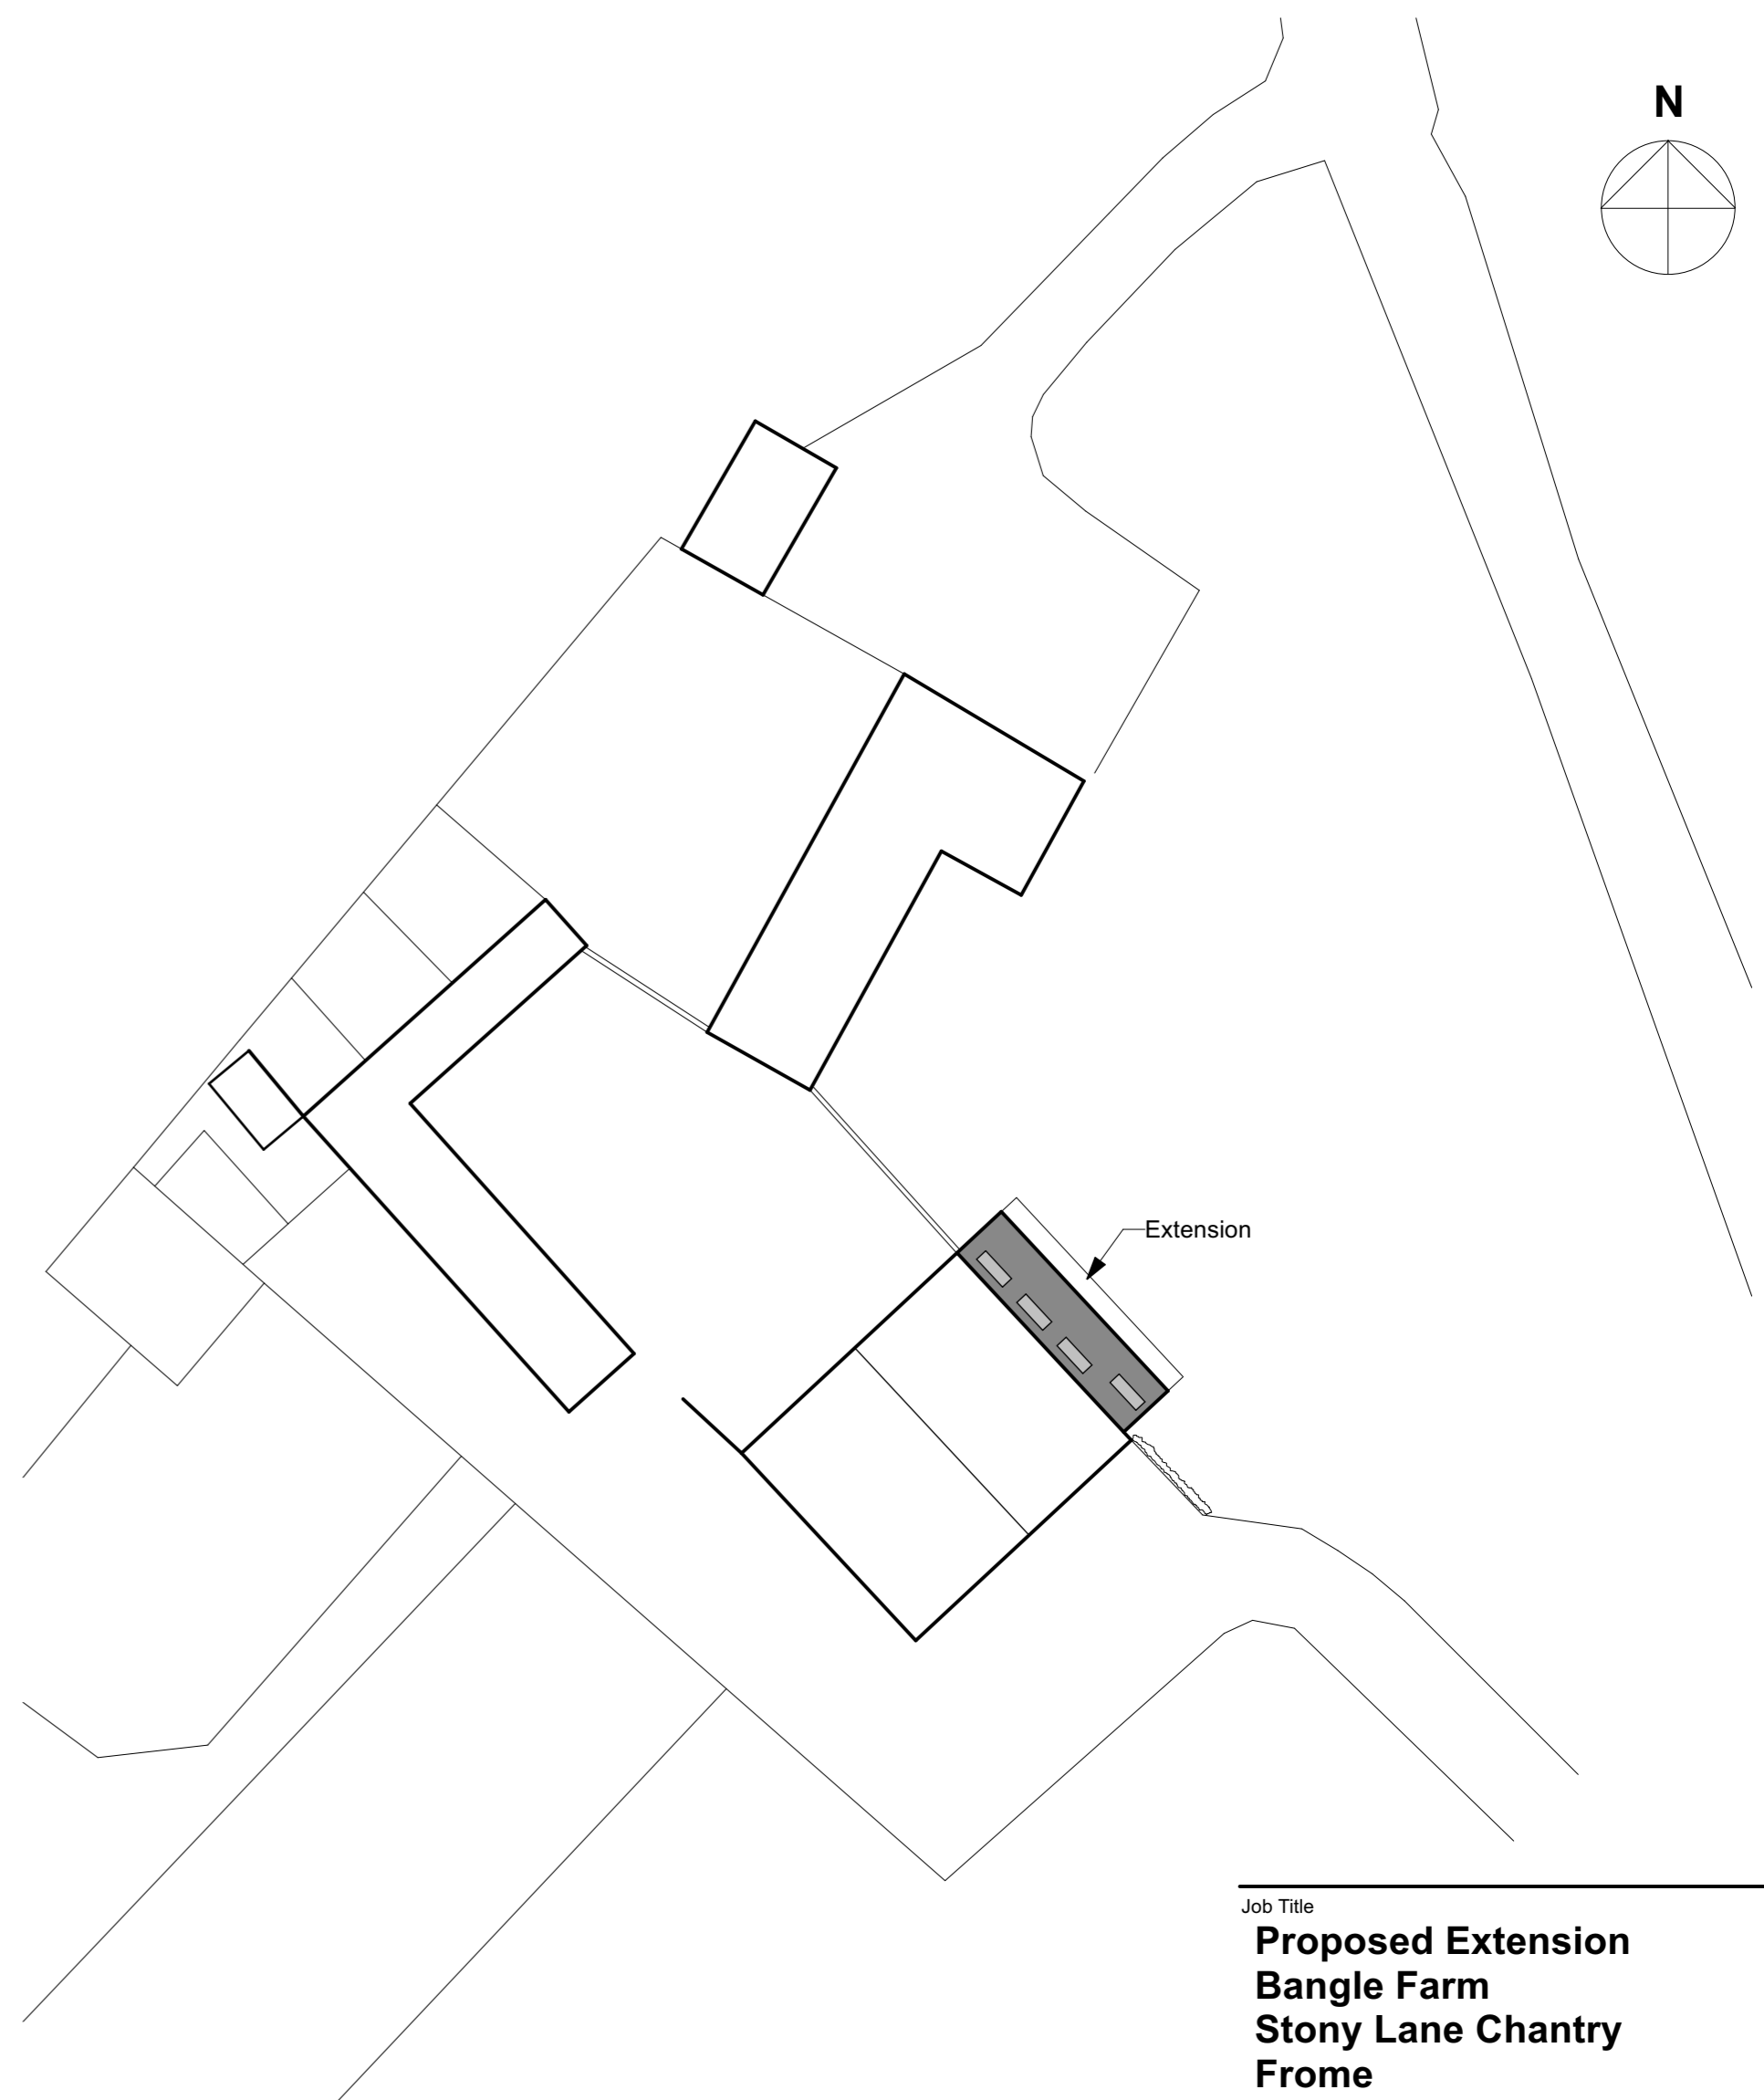 N
Extension
Job Title
Proposed Extension
Bangle Farm
Stony Lane Chantry
Frome